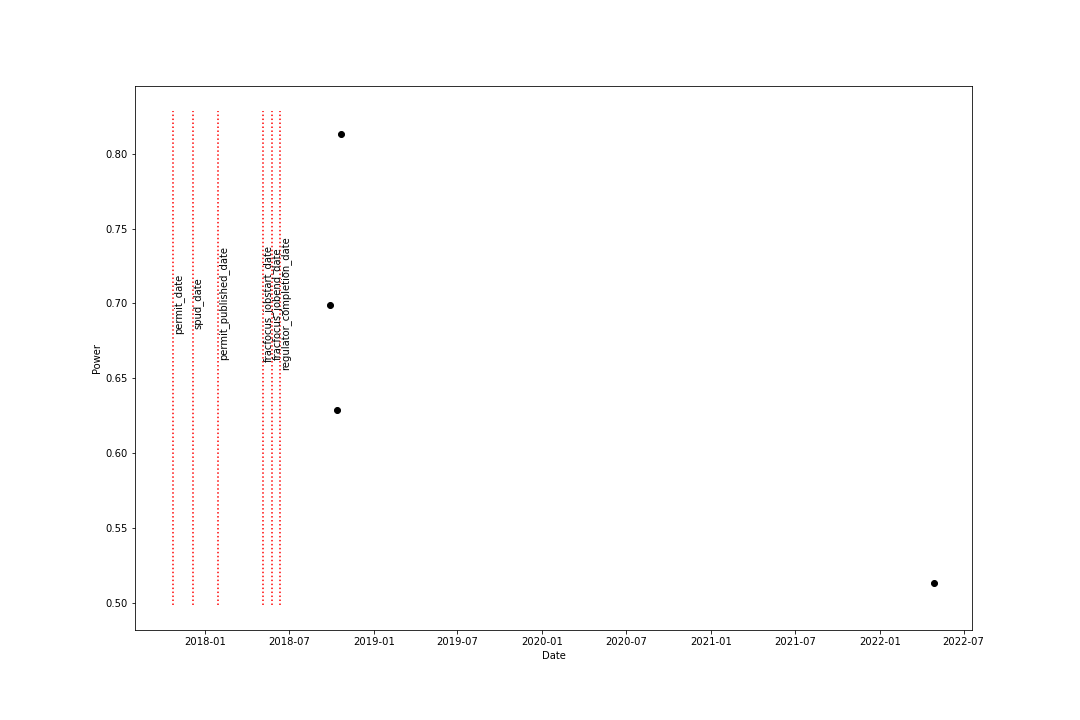 0.80
0.75
0.70
0.65
0.60
0.55
0.50
Power
permit_date
spud_date
permit_published_date
fracfocus_jobstart_date
fracfocus_jobend_date
regulator_completion_date
2018-01
2018-07
2019-01
2019-07
2020-01
2020-07
2021-01
2021-07
2022-01
2022-07
Date